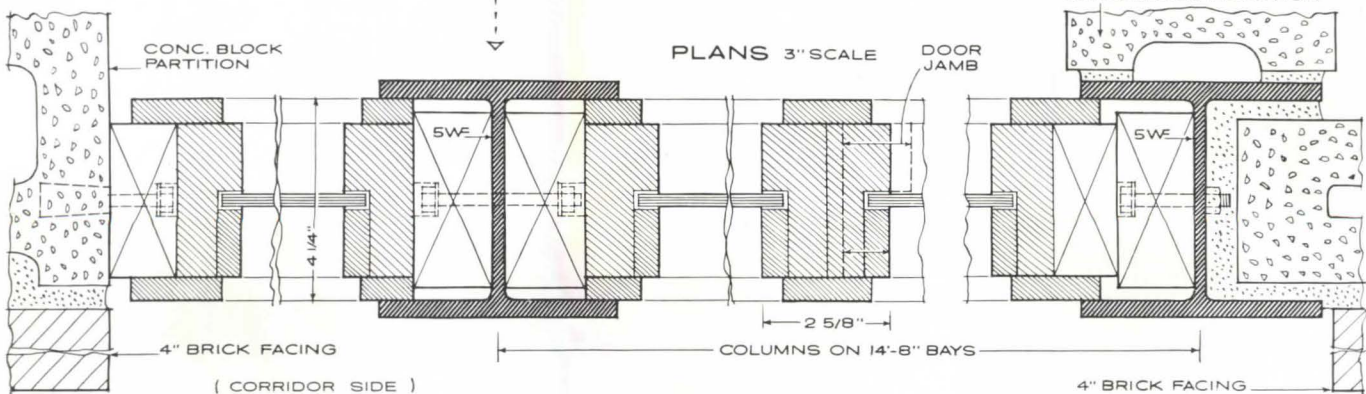 CONC. BLOCK
PARTITION
PLANS 3" SCALE
DOOR
JAMB
5WF
5WF
4 1/4"
2 5/8"
4" BRICK FACING
COLUMNS ON 14'-8" BAYS
( CORRIDOR SIDE )
4" BRICK FACING